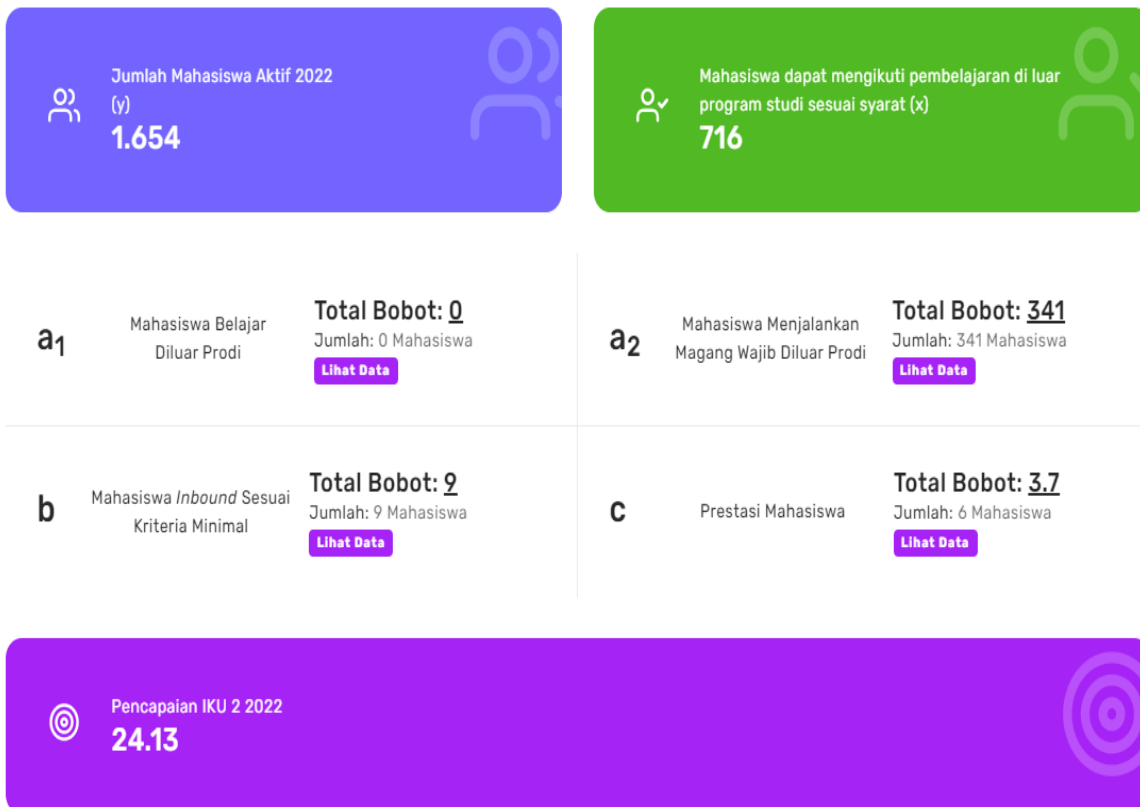 Jumlah Mahasiswa Aktif 2022
(y)
1.654
Mahasiswa dapat mengikuti pembelajaran di luar
program studi sesuai syarat (x)
716
a1
Mahasiswa Belajar
Diluar Prodi
Total Bobot: 0
Jumlah: 0 Mahasiswa
Lihat Data
a2
Mahasiswa Menjalankan
Magang Wajib Diluar Prodi
Total Bobot: 341
Jumlah: 341 Mahasiswa
Lihat Data
b
Mahasiswa Inbound Sesuai
Kriteria Minimal
Total Bobot: 9
Jumlah: 9 Mahasiswa
Lihat Data
c
Prestasi Mahasiswa
Total Bobot: 3.7
Jumlah: 6 Mahasiswa
Lihat Data
Pencapaian IKU 2 2022
24.13